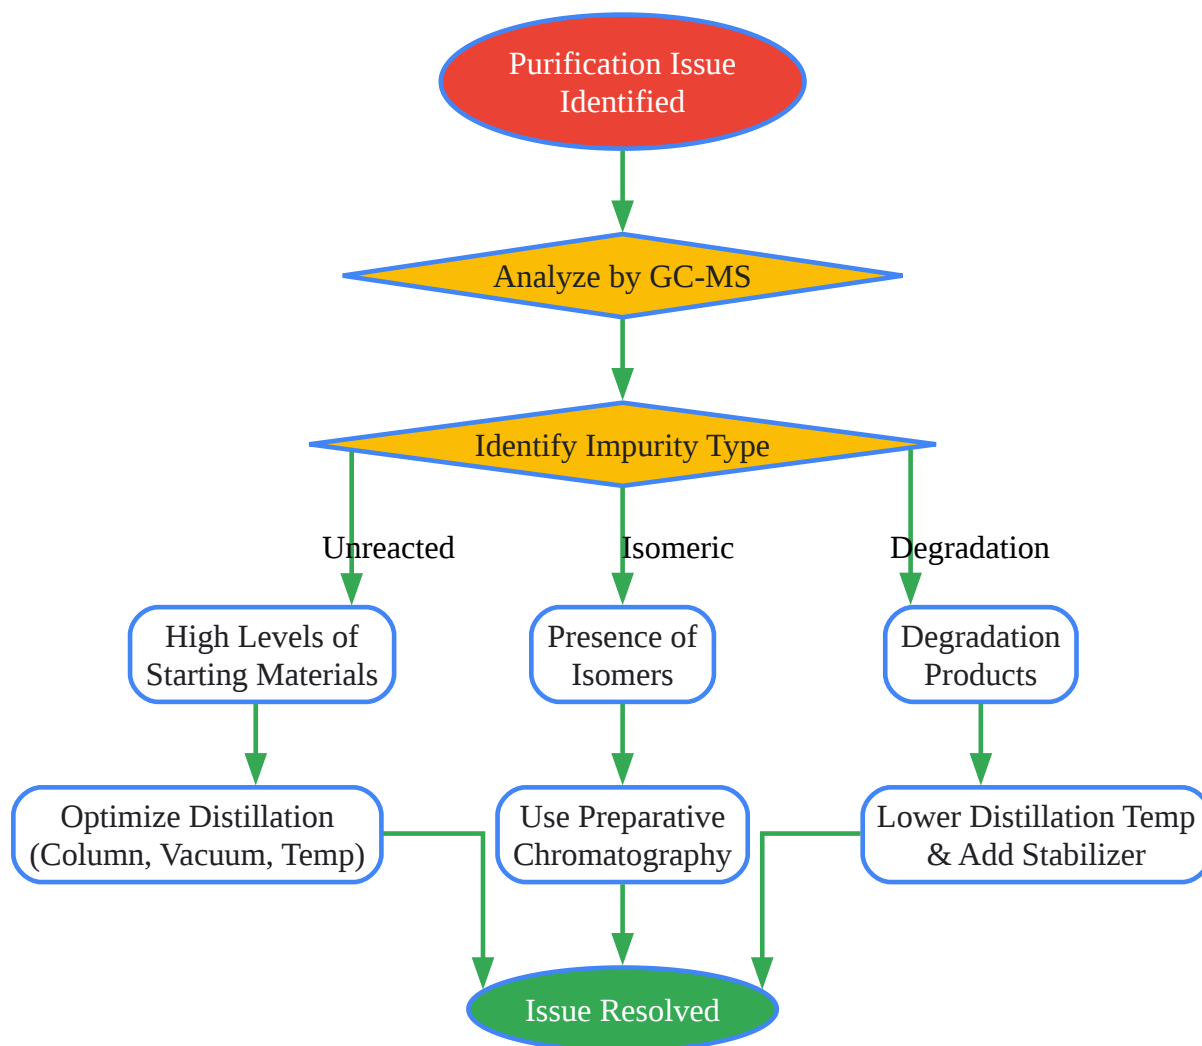 Purification Issue
Identified
Analyze by GC-MS
Identify Impurity Type
Unreacted
Isomeric
Degradation
High Levels of
Starting Materials
Presence of
Isomers
Degradation
Products
Optimize Distillation
(Column, Vacuum, Temp)
Use Preparative
Chromatography
Lower Distillation Temp
& Add Stabilizer
Issue Resolved